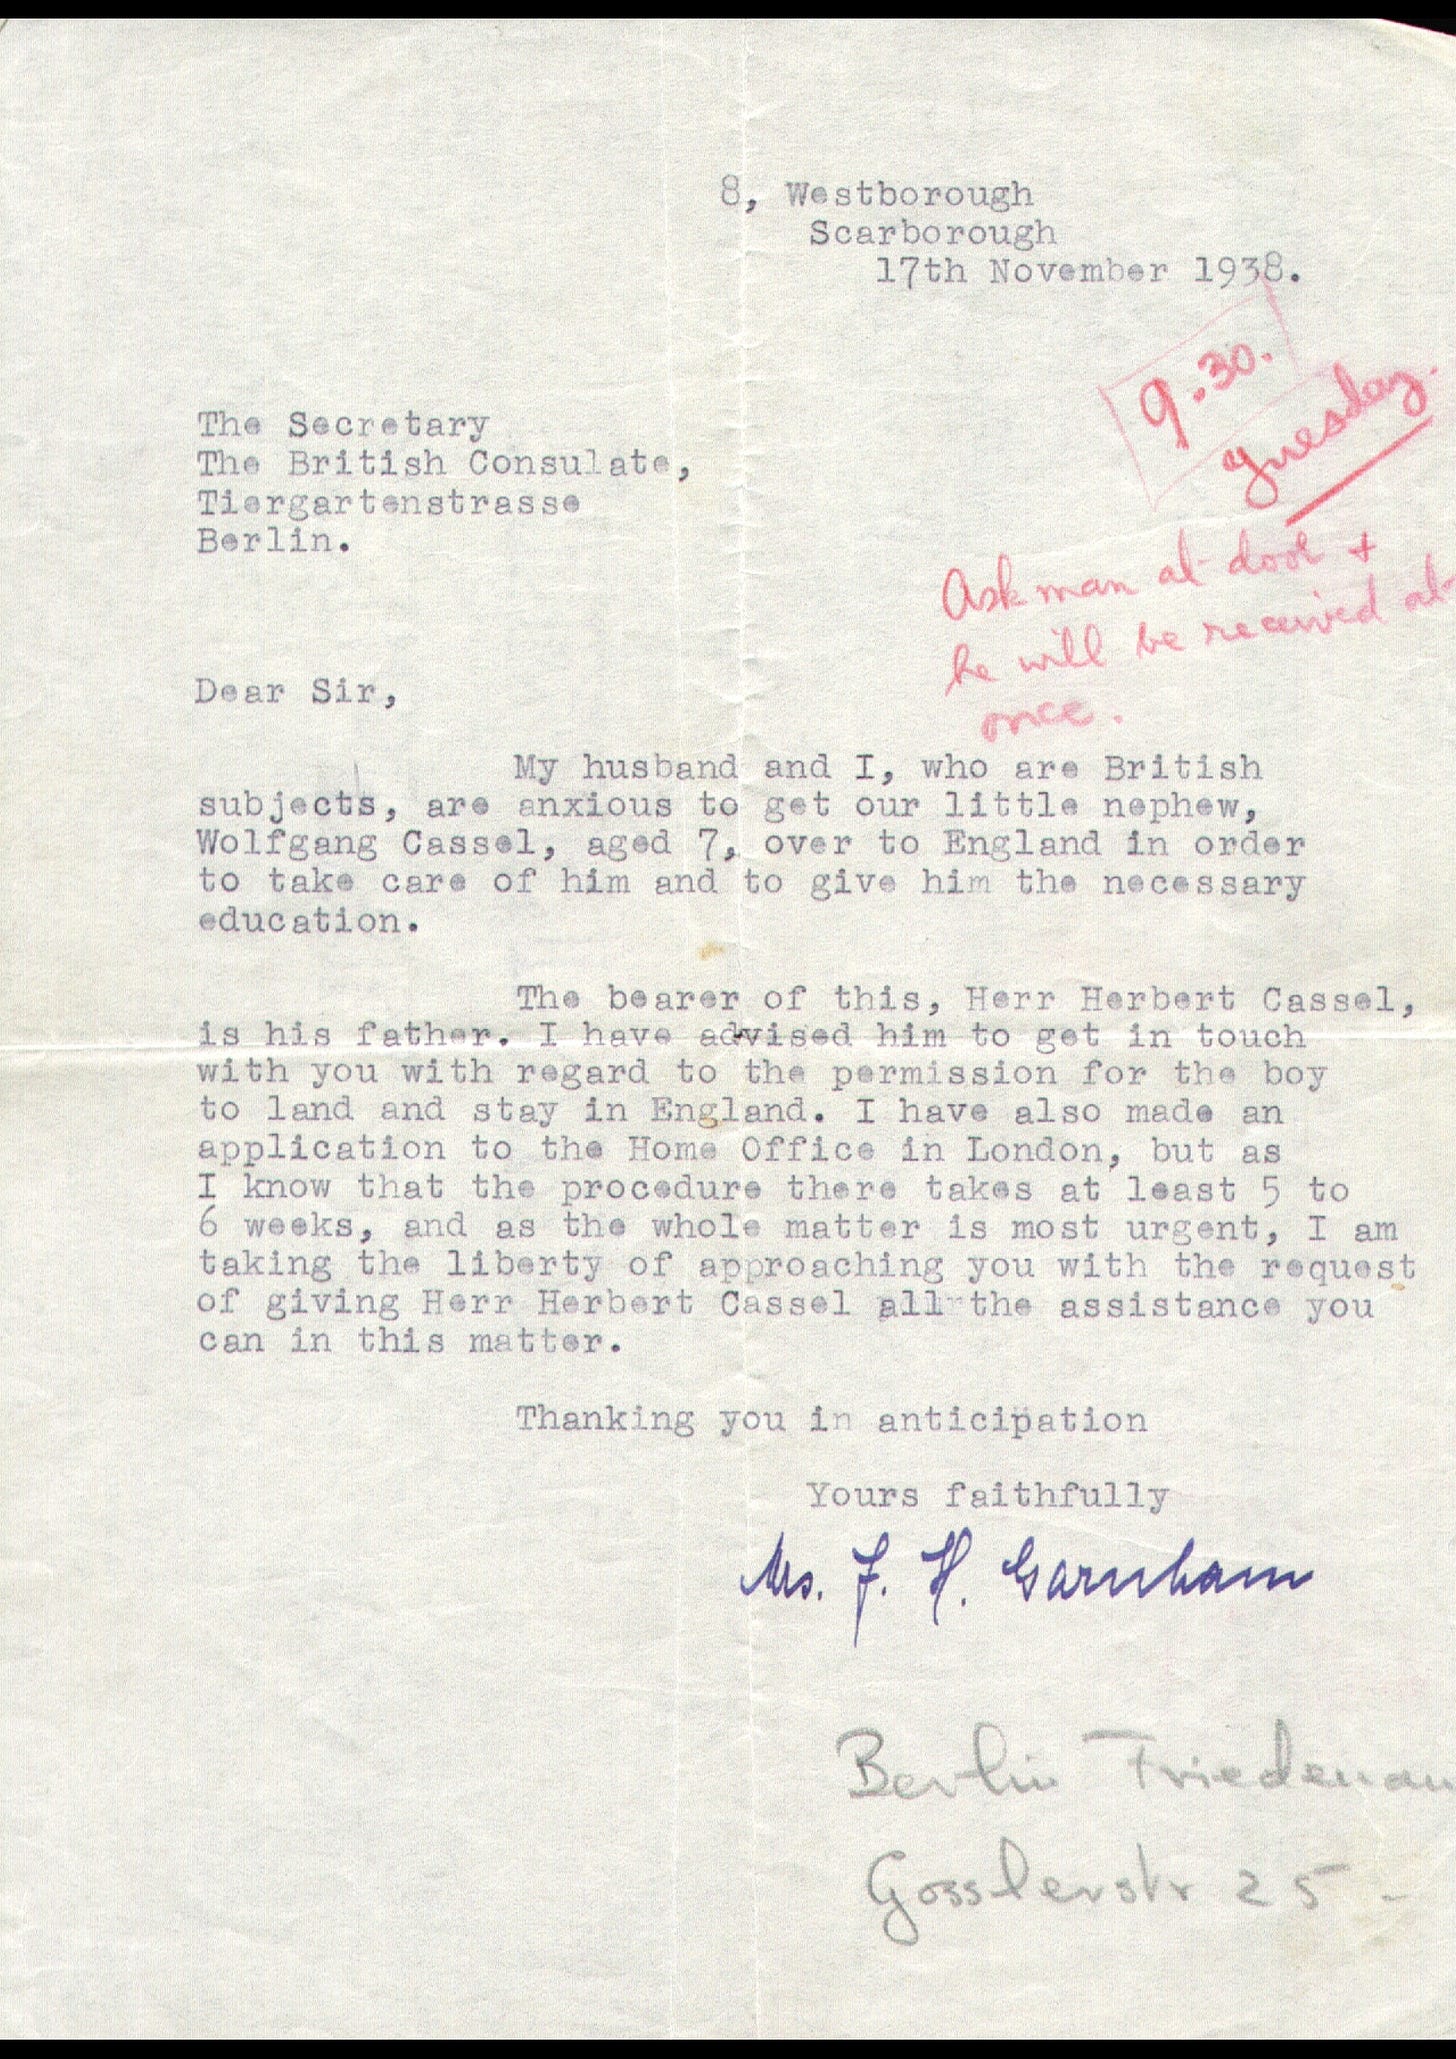 8, Westborough
Scarborough
17th November 1938.
9.30.
Tuesday.
The Secretary
The British Consulate,
Tiergartenstrasse
Berlin.
Ask man at door +
he will be received at
once.
Dear Sir,
My husband and I, who are British
subjects, are anxious to get our little nephew,
Wolfgang Cassel, aged 7, over to England in order
to take care of him and to give him the necessary
education.
The bearer of this, Herr Herbert Cassel,
is his father. I have advised him to get in touch
with you with regard to the permission for the boy
to land and stay in England. I have also made an
application to the Home Office in London, but as
I know that the procedure there takes at least 5 to
6 weeks, and as the whole matter is most urgent, I am
taking the liberty of approaching you with the request
of giving Herr Herbert Cassel all the assistance you
can in this matter.
Thanking you in anticipation
Yours faithfully
Mrs. F. H. Garnham
Berlin Friedenau
Gosslerstr 25 -